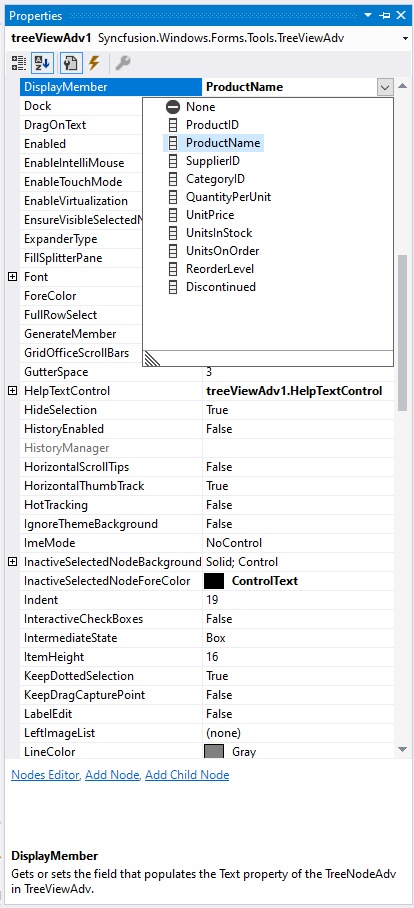 Properties
treeViewAdv1 Syncfusion.Windows.Forms.Tools.TreeViewAdv
DisplayMember ProductName
Dock
DragOnText
Enabled
EnableIntelliMouse
EnableTouchMode
EnableVirtualization
EnsureVisibleSelectedN
ExpanderType
FillSplitterPane
Font
ForeColor
FullRowSelect
GenerateMember
GridOfficeScrollBars
None
ProductID
ProductName
SupplierID
CategoryID
QuantityPerUnit
UnitPrice
UnitsInStock
UnitsOnOrder
ReorderLevel
Discontinued
GutterSpace 3
HelpTextControl treeViewAdv1.HelpTextControl
HideSelection True
HistoryEnabled False
HistoryManager
HorizontalScrollTips False
HorizontalThumbTrack True
HotTracking False
IgnoreThemeBackground False
ImeMode NoControl
InactiveSelectedNodeBackground Solid; Control
InactiveSelectedNodeForeColor ControlText
Indent 19
InteractiveCheckBoxes False
IntermediateState Box
ItemHeight 16
KeepDottedSelection True
KeepDragCapturePoint False
LabelEdit False
LeftImageList (none)
LineColor Gray
Nodes Editor, Add Node, Add Child Node
DisplayMember
Gets or sets the field that populates the Text property of the TreeNodeAdv
in TreeViewAdv.